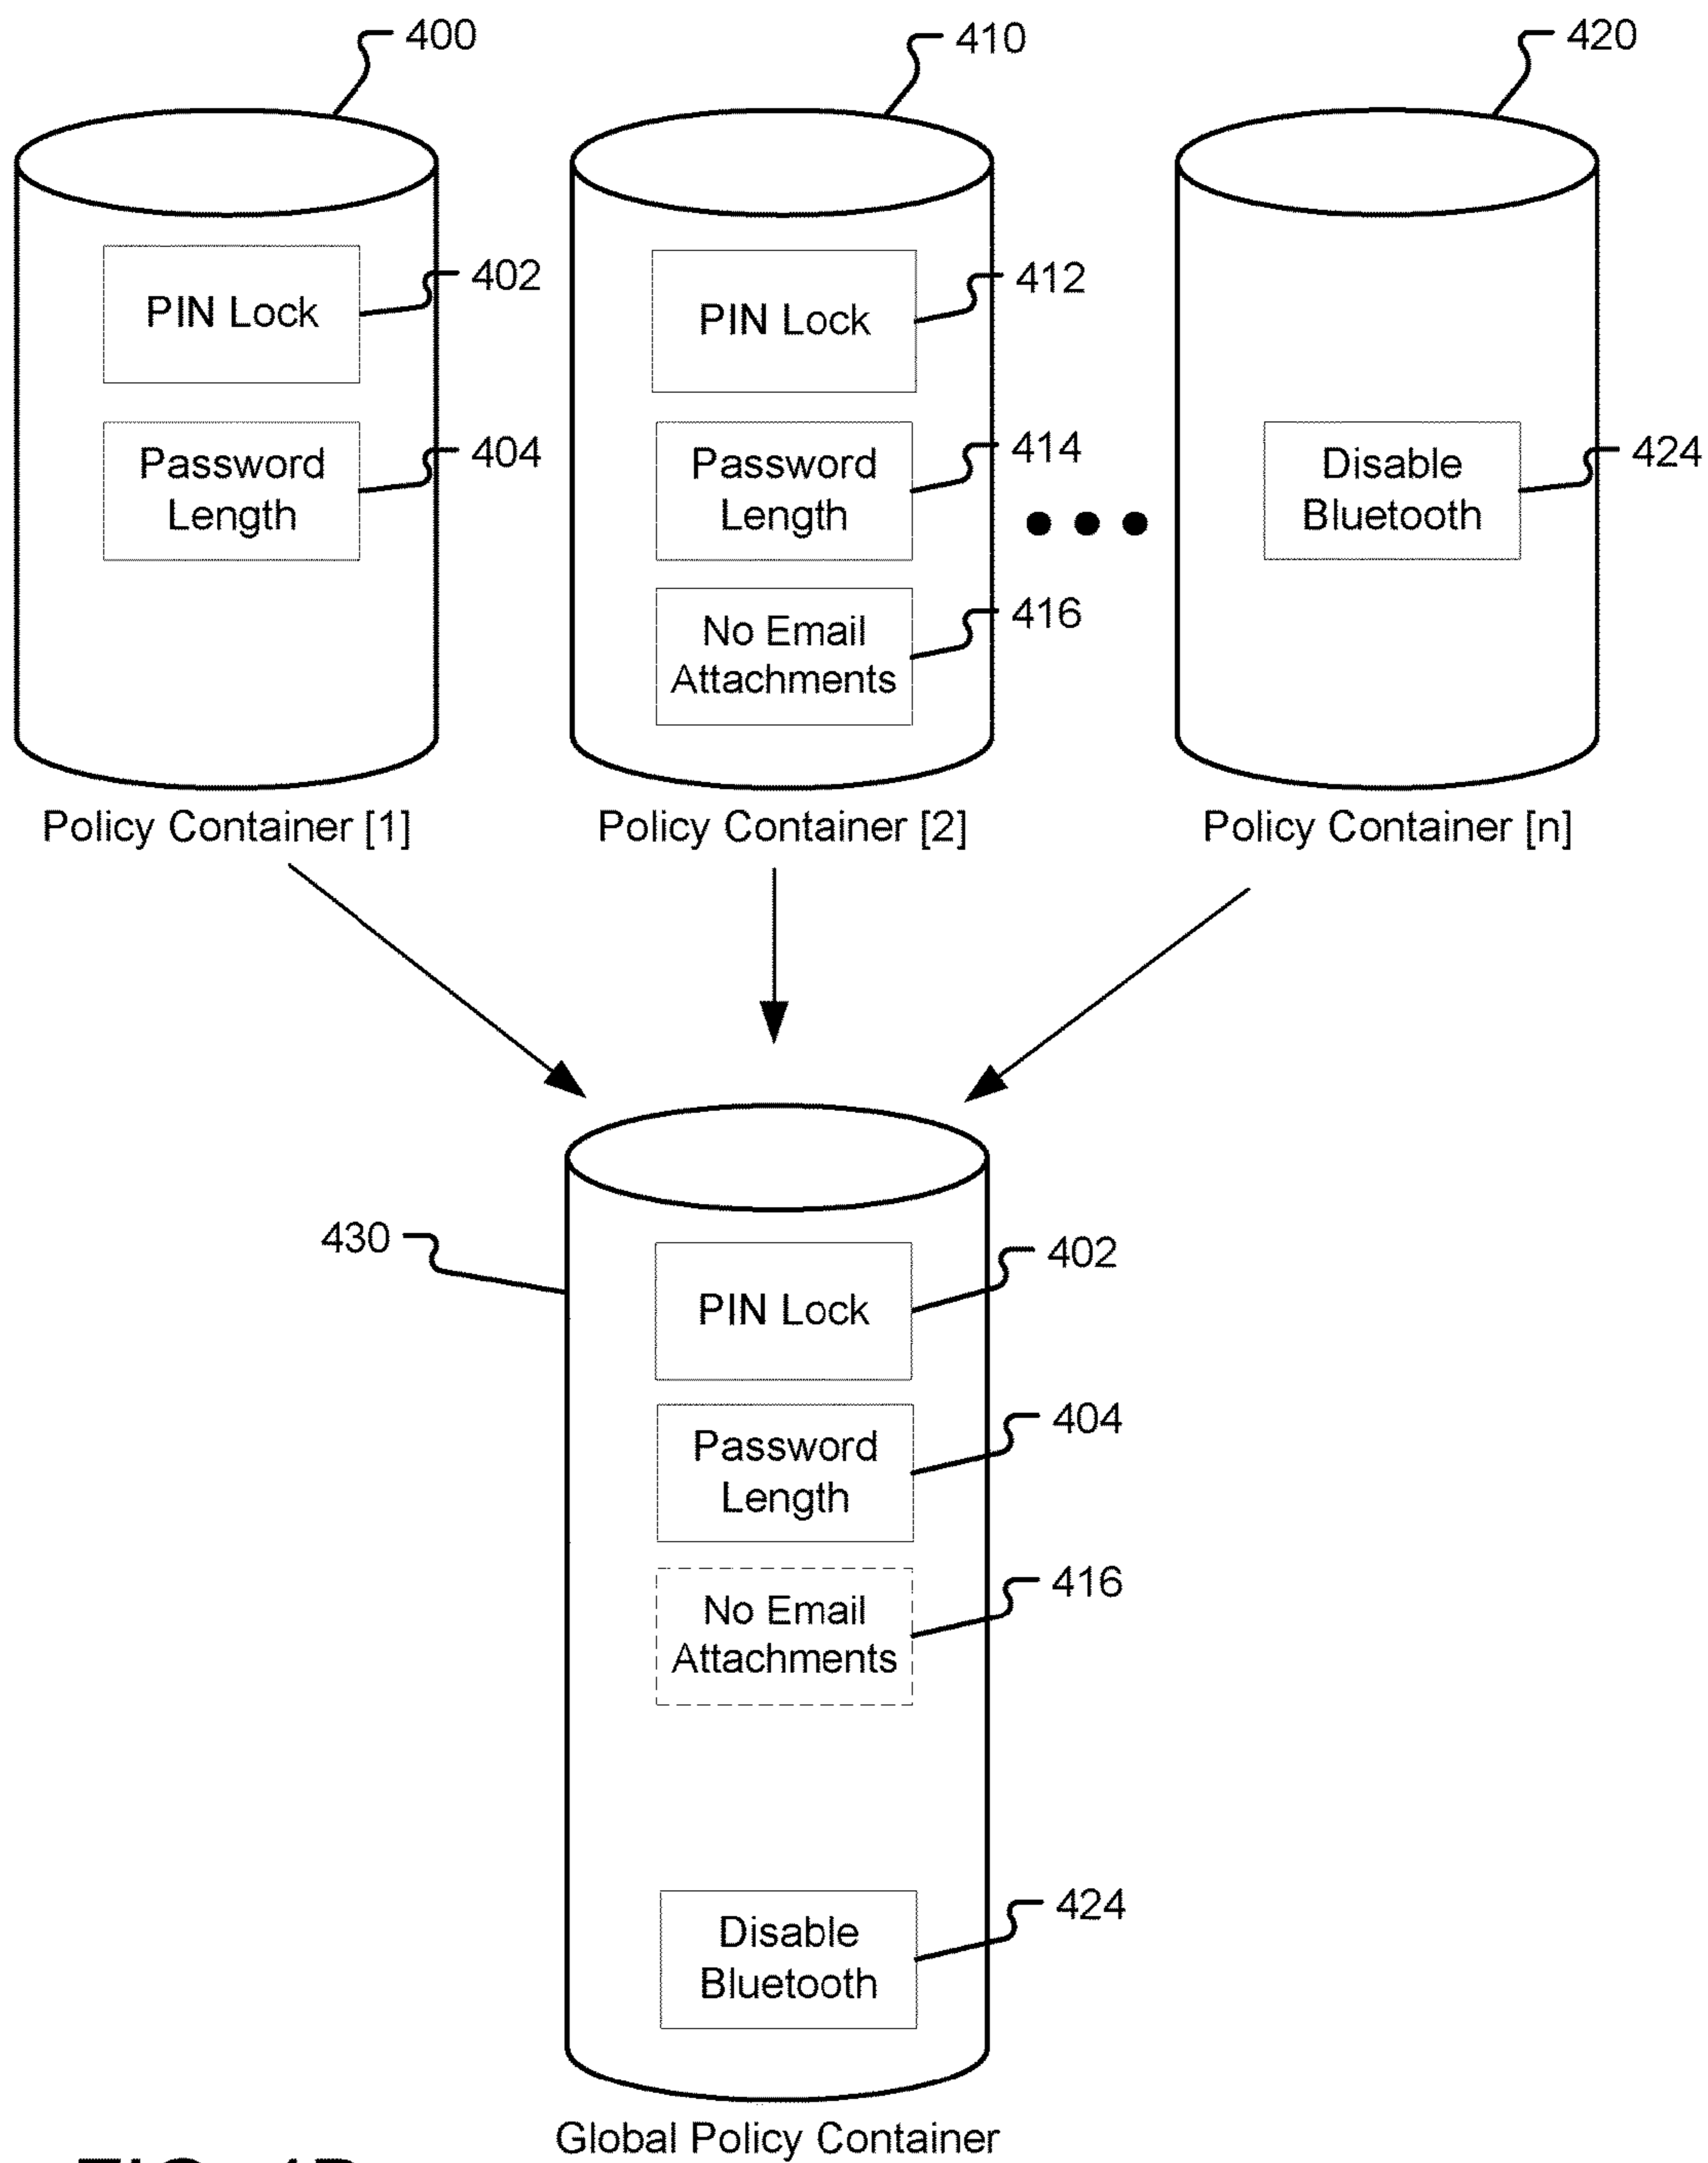 400
410
420
PIN Lock
402
PIN Lock
412
Password
Length
404
Password
Length
414
Disable
Bluetooth
424
No Email
Attachments
416
Policy Container [1]
Policy Container [2]
Policy Container [n]
430
PIN Lock
402
Password
Length
404
No Email
Attachments
416
Disable
Bluetooth
424
Global Policy Container